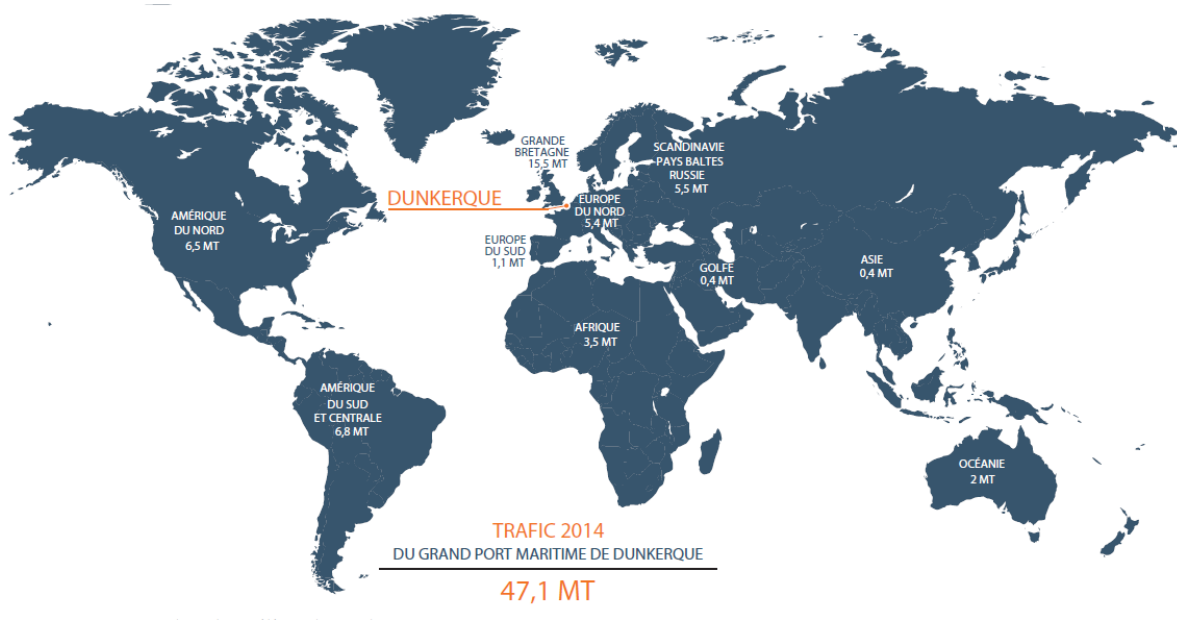 GRANDE
BRETAGNE
15,5 MT
SCANDINAVIE
PAYS BALTES
RUSSIE
5,5 MT
DUNKERQUE
EUROPE
DU NORD
5,4 MT
AMÉRIQUE
DU NORD
6,5 MT
EUROPE
DU SUD
1,1 MT
GOLFE
0,4 MT
ASIE
0,4 MT
AFRIQUE
3,5 MT
AMÉRIQUE
DU SUD
ET CENTRALE
6,8 MT
OCÉANIE
2 MT
TRAFIC 2014
DU GRAND PORT MARITIME DE DUNKERQUE
47,1 MT